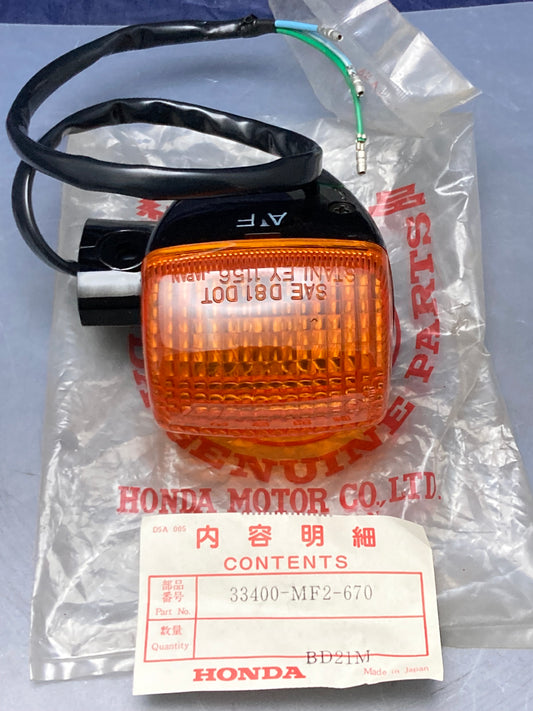 A'F
SAE D81 DOT
STANLEY 1156 JAPAN
GENUINE PARTS
HONDA MOTOR CO., LTD.
DSA 005
内容明細
CONTENTS
部品
番号
Part No.
33400-MF2-670
数量
Quantity
BD21M
HONDA
Made in Japan